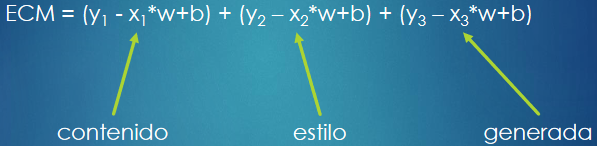 ECM = (y₁ - x₁*w+b) + (y₂ – x₂*w+b) + (y₃ – x₃*w+b)
contenido estilo generada